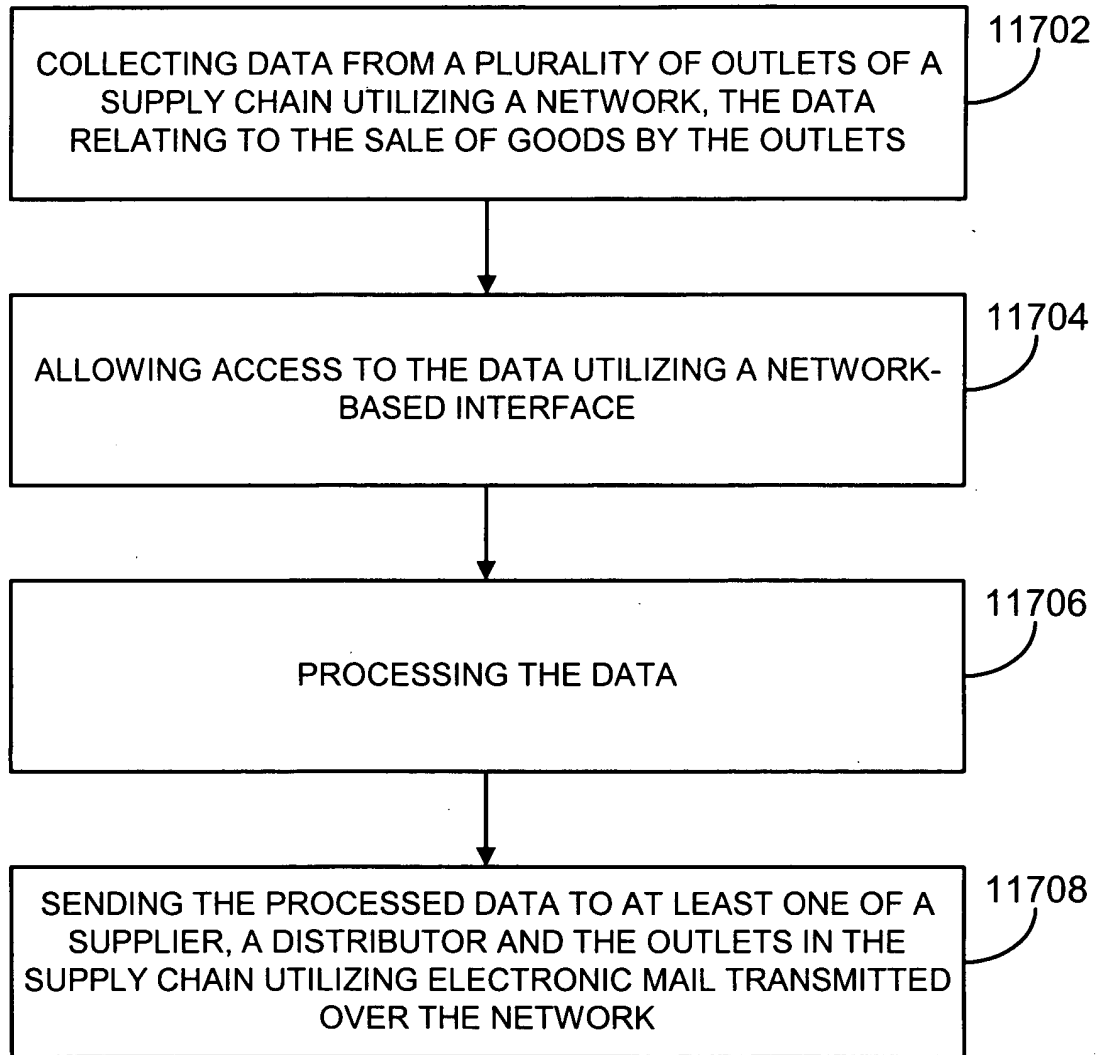 11702
COLLECTING DATA FROM A PLURALITY OF OUTLETS OF A
SUPPLY CHAIN UTILIZING A NETWORK, THE DATA
RELATING TO THE SALE OF GOODS BY THE OUTLETS
11704
ALLOWING ACCESS TO THE DATA UTILIZING A NETWORK-
BASED INTERFACE
11706
PROCESSING THE DATA
11708
SENDING THE PROCESSED DATA TO AT LEAST ONE OF A
SUPPLIER, A DISTRIBUTOR AND THE OUTLETS IN THE
SUPPLY CHAIN UTILIZING ELECTRONIC MAIL TRANSMITTED
OVER THE NETWORK